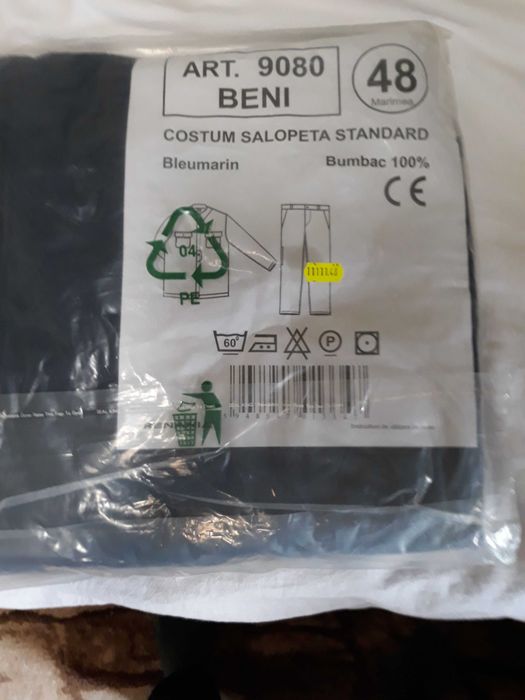 ART. 9080
BENI
48
Marimea
COSTUM SALOPETA STANDARD
Bleumarin
Bumbac 100%
CE
04
PE
60°
P